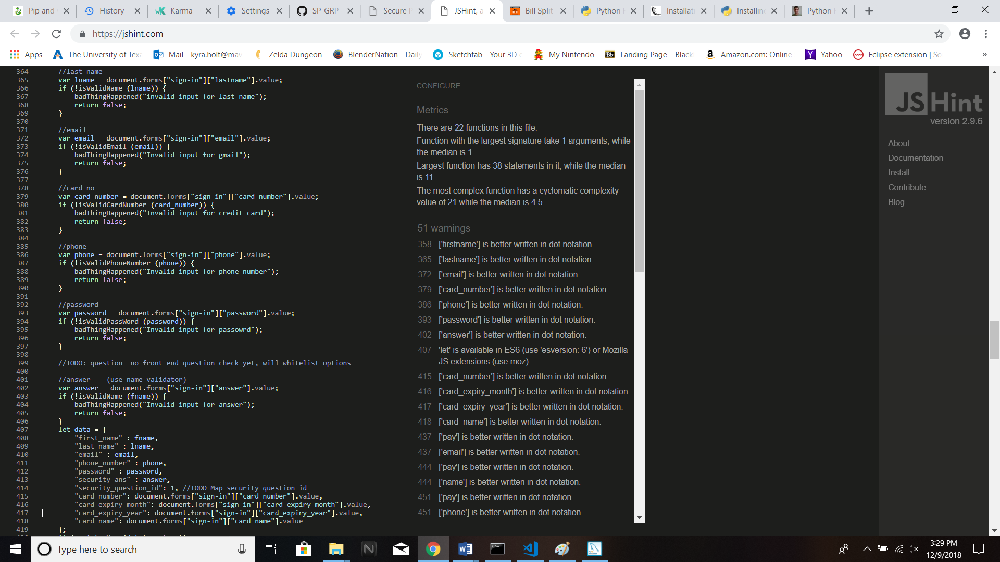 Pip and
History
Karma -
Settings
SP-GRP-
Secure P
JSHint, a
Bill Split
Python
Installati
Installing
Python
https://jshint.com
Apps
The University of Texa
Mail - kyra.holt@mav
Zelda Dungeon
BlenderNation - Daily
Sketchfab - Your 3D
My Nintendo
Landing Page – Black
Amazon.com: Online
Yahoo
Eclipse extension | So
»
364 //last name
365 var lname = document.forms["sign-in"]["lastname"].value;
366 if (!isValidName (lname)) {
367 badThingHappened("invalid input for last name");
368 return false;
369 }
370
371 //email
372 var email = document.forms["sign-in"]["email"].value;
373 if (!isValidEmail (email)) {
374 badThingHappened("Invalid input for gmail");
375 return false;
376 }
377
378 //card no
379 var card_number = document.forms["sign-in"]["card_number"].value;
380 if (!isValidCardNumber (card_number)) {
381 badThingHappened("Invalid input for credit card");
382 return false;
383 }
384
385 //phone
386 var phone = document.forms["sign-in"]["phone"].value;
387 if (!isValidPhoneNumber (phone)) {
388 badThingHappened("Invalid input for phone number");
389 return false;
390 }
391
392 //password
393 var password = document.forms["sign-in"]["password"].value;
394 if (!isValidPassWord (password)) {
395 badThingHappened("Invalid input for passowrd");
396 return false;
397 }
398
399 //TODO: question  no front end question check yet, will whitelist options
400
401 //answer    (use name validator)
402 var answer = document.forms["sign-in"]["answer"].value;
403 if (!isValidName (fname)) {
404 badThingHappened("Invalid input for answer");
405 return false;
406 }
407 let data = {
408 "first_name" : fname,
409 "last_name" : lname,
410 "email" : email,
411 "phone_number" : phone,
412 "password" : password,
413 "security_ans" : answer,
414 "security_question_id": 1, //TODO Map security question id
415 "card_number": document.forms["sign-in"]["card_number"].value,
416 "card_expiry_month": document.forms["sign-in"]["card_expiry_month"].value,
417 "card_expiry_year": document.forms["sign-in"]["card_expiry_year"].value,
418 "card_name": document.forms["sign-in"]["card_name"].value
419 };
CONFIGURE
Metrics
There are 22 functions in this file.
Function with the largest signature take 1 arguments, while
the median is 1.
Largest function has 38 statements in it, while the median
is 11.
The most complex function has a cyclomatic complexity
value of 21 while the median is 4.5.
51 warnings
358 ['firstname'] is better written in dot notation.
365 ['lastname'] is better written in dot notation.
372 ['email'] is better written in dot notation.
379 ['card_number'] is better written in dot notation.
386 ['phone'] is better written in dot notation.
393 ['password'] is better written in dot notation.
402 ['answer'] is better written in dot notation.
407 'let' is available in ES6 (use 'esversion: 6') or Mozilla
JS extensions (use moz).
415 ['card_number'] is better written in dot notation.
416 ['card_expiry_month'] is better written in dot notation.
417 ['card_expiry_year'] is better written in dot notation.
418 ['card_name'] is better written in dot notation.
437 ['pay'] is better written in dot notation.
437 ['email'] is better written in dot notation.
444 ['pay'] is better written in dot notation.
444 ['name'] is better written in dot notation.
451 ['pay'] is better written in dot notation.
451 ['phone'] is better written in dot notation.
JSHint
version 2.9.6
About
Documentation
Install
Contribute
Blog
Type here to search
3:29 PM
12/9/2018